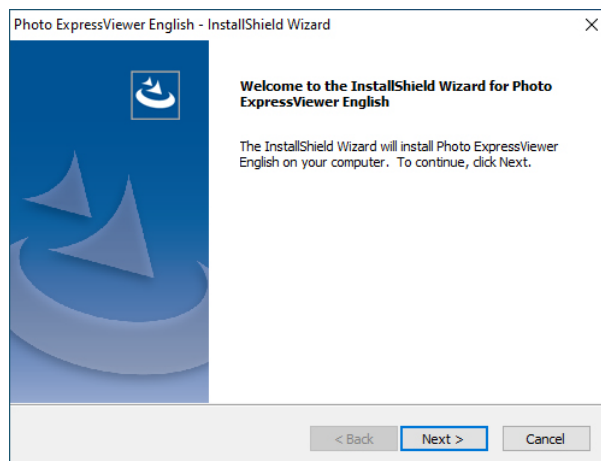 Photo ExpressViewer English - InstallShield Wizard
Welcome to the InstallShield Wizard for Photo
ExpressViewer English
The InstallShield Wizard will install Photo ExpressViewer
English on your computer. To continue, click Next.
< Back
Next >
Cancel